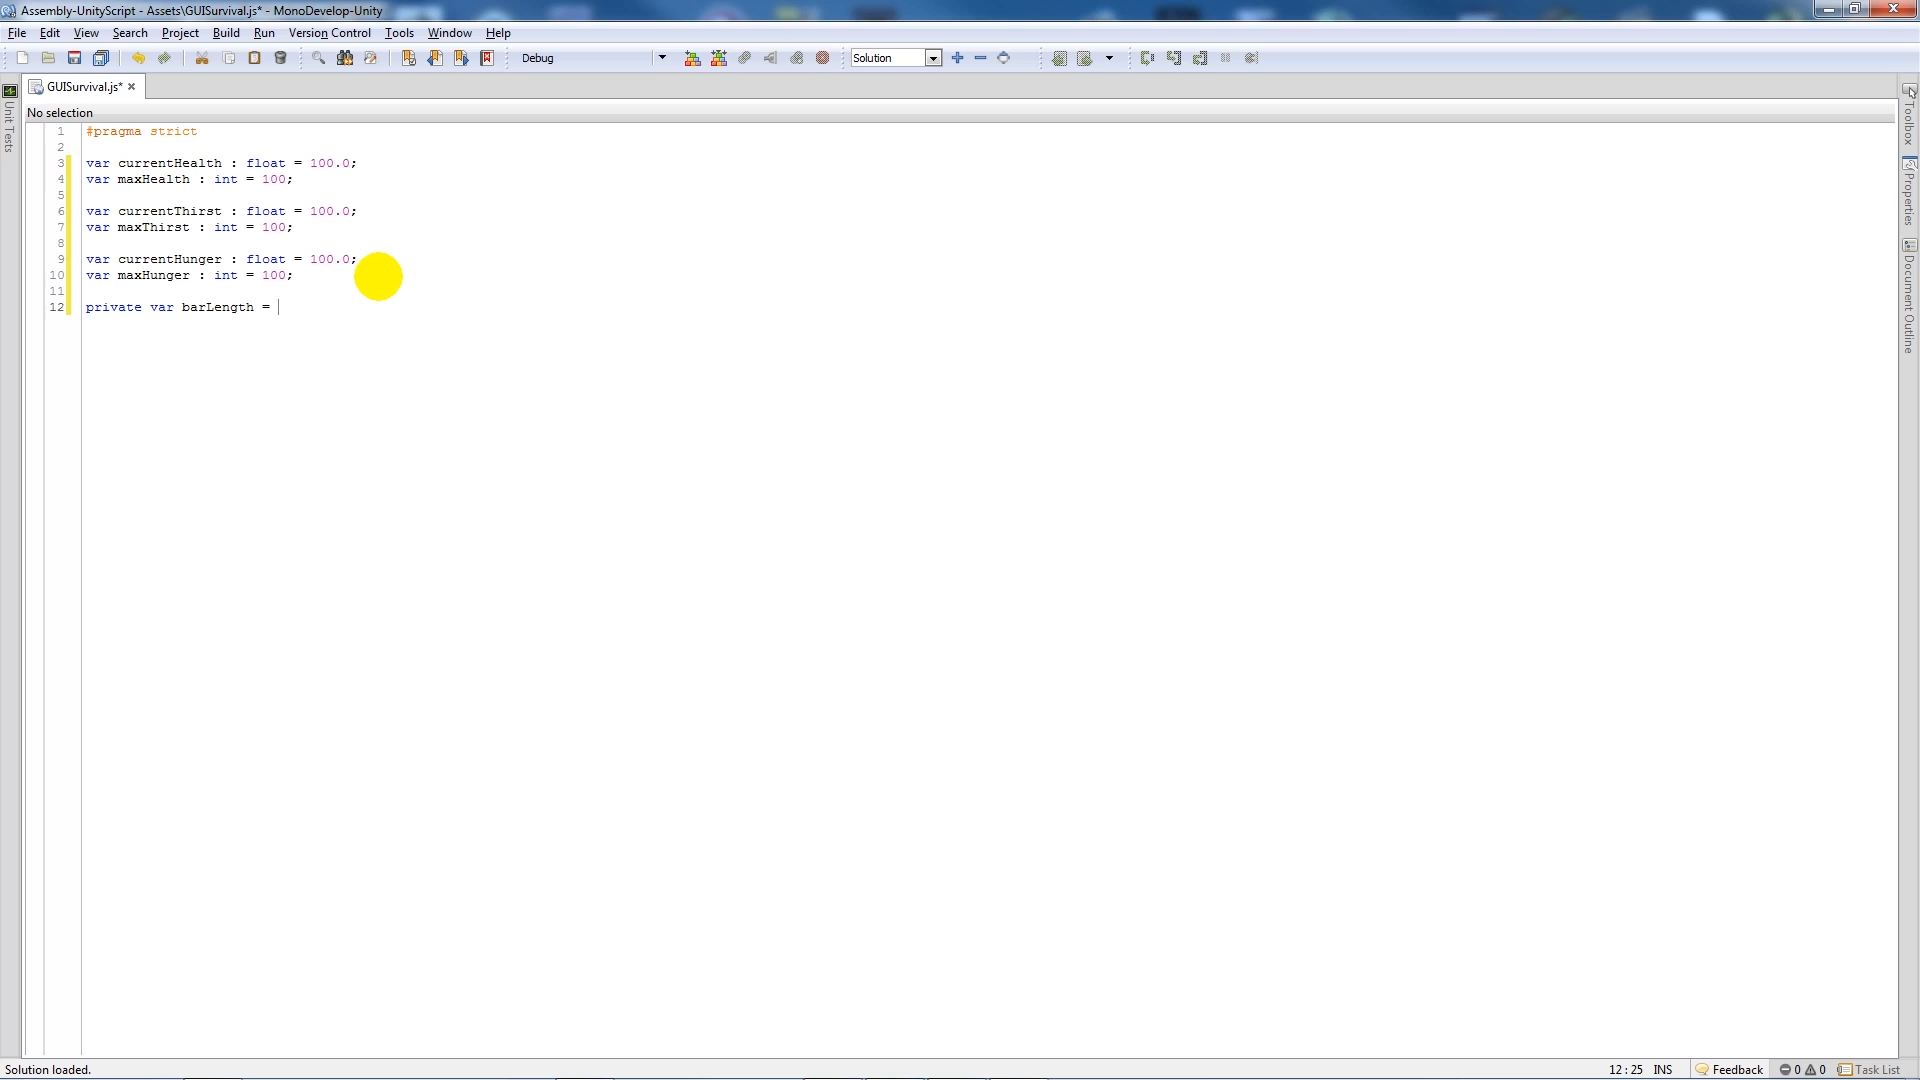 Assembly-UnityScript - Assets\GUISurvival.js* - MonoDevelop-Unity
File Edit View Search Project Build Run Version Control Tools Window Help
Debug Solution
GUISurvival.js*
No selection
1 #pragma strict
2
3 var currentHealth : float = 100.0;
4 var maxHealth : int = 100;
5
6 var currentThirst : float = 100.0;
7 var maxThirst : int = 100;
8
9 var currentHunger : float = 100.0;
10 var maxHunger : int = 100;
11
12 private var barLength =
Unit Tests
Toolbox
Properties
Document Outline
Solution loaded. 12 : 25 INS Feedback 0 0 Task List